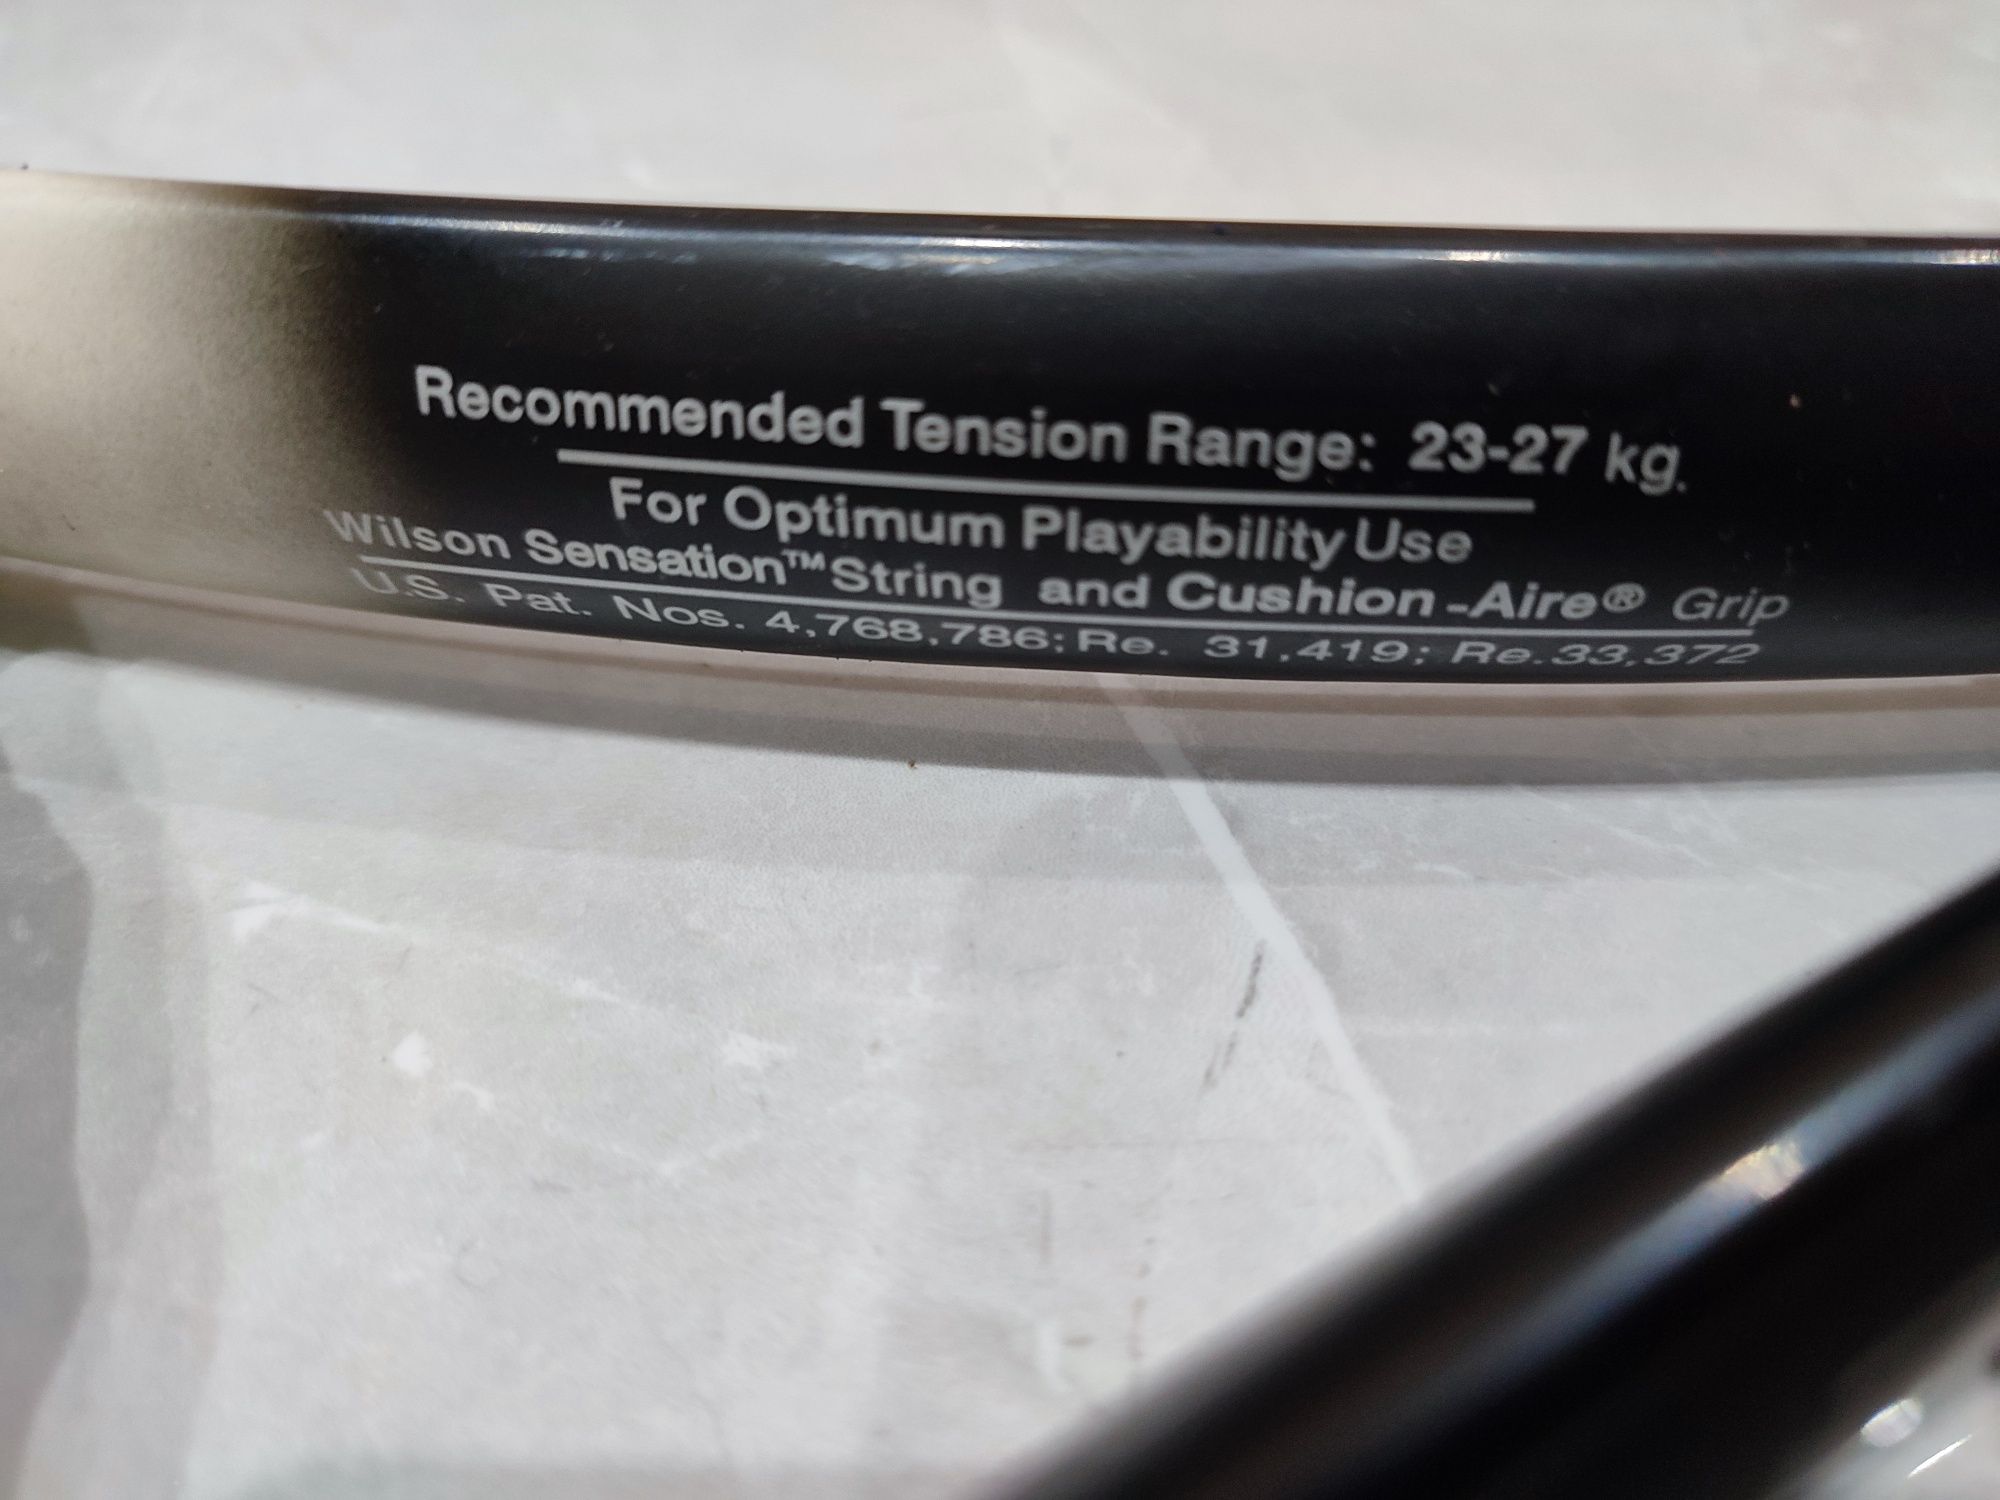 Recommended Tension Range: 23-27 kg.
For Optimum Playability Use
Wilson Sensation™ String and Cushion-Aire® Grip
U.S. Pat. Nos. 4,768,786; Re. 31,419; Re. 33,372